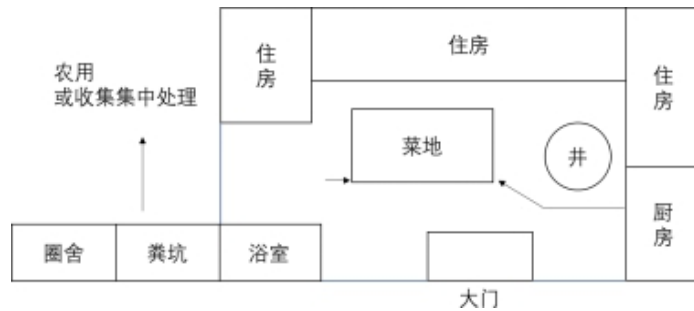 住
房
住房
住
房
农用
或收集集中处理
菜地
井
厨
房
圈舍
粪坑
浴室
大门